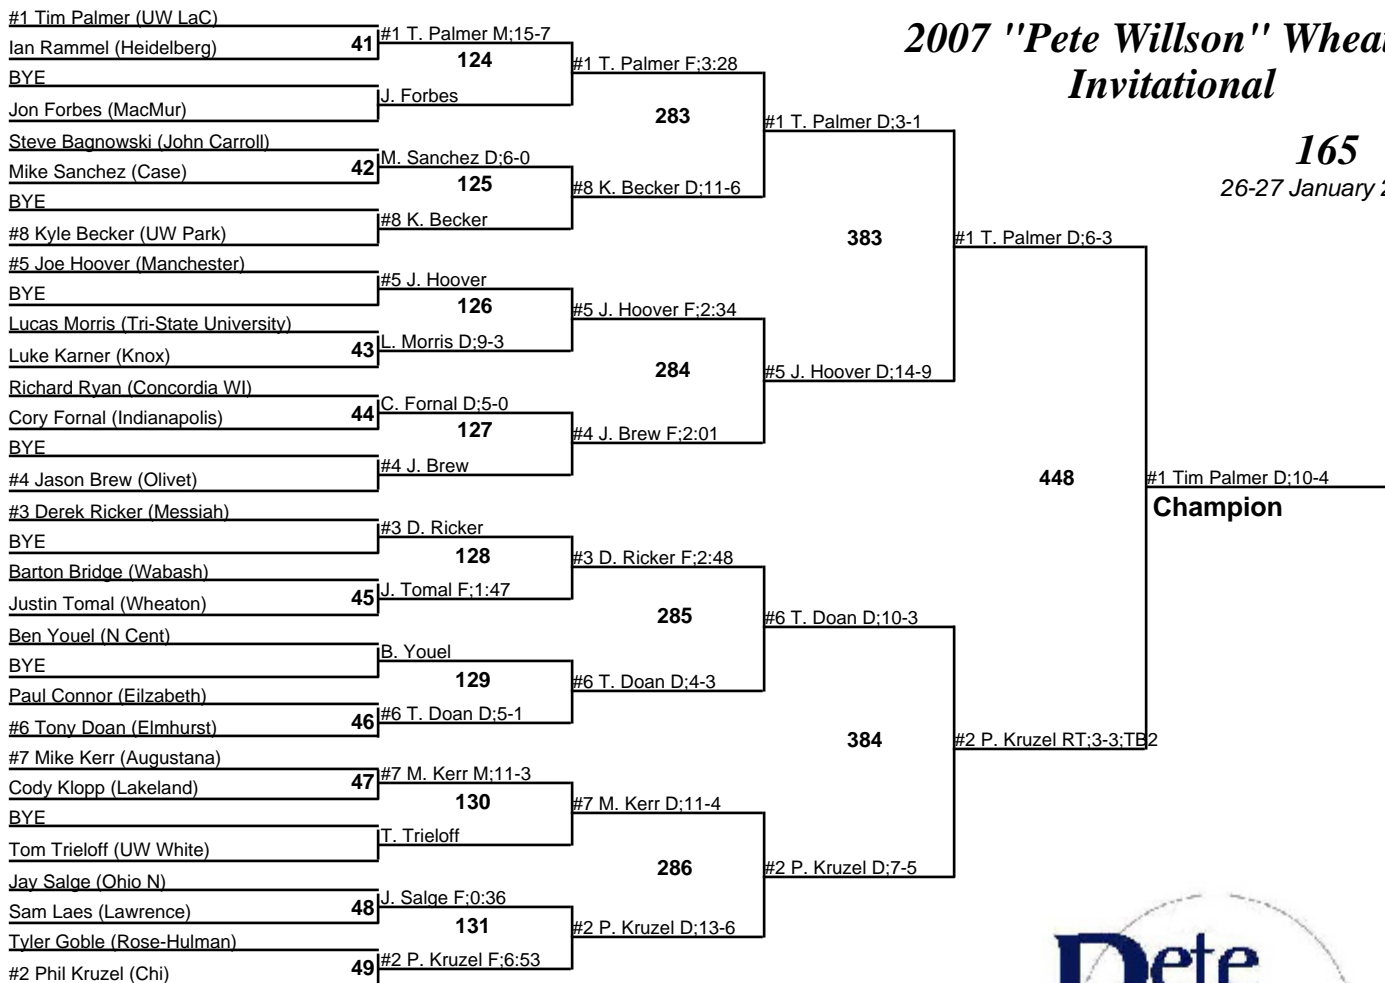 2007 "Pete Willson" Wheat
Invitational
165
26-27 January 2
#1 Tim Palmer (UW LaC)
Ian Rammel (Heidelberg)
BYE
Jon Forbes (MacMur)
Steve Bagnowski (John Carroll)
Mike Sanchez (Case)
BYE
#8 Kyle Becker (UW Park)
#5 Joe Hoover (Manchester)
BYE
Lucas Morris (Tri-State University)
Luke Karner (Knox)
Richard Ryan (Concordia WI)
Cory Fornal (Indianapolis)
BYE
#4 Jason Brew (Olivet)
#3 Derek Ricker (Messiah)
BYE
Barton Bridge (Wabash)
Justin Tomal (Wheaton)
Ben Youel (N Cent)
BYE
Paul Connor (Eilzabeth)
#6 Tony Doan (Elmhurst)
#7 Mike Kerr (Augustana)
Cody Klopp (Lakeland)
BYE
Tom Trieloff (UW White)
Jay Salge (Ohio N)
Sam Laes (Lawrence)
Tyler Goble (Rose-Hulman)
#2 Phil Kruzel (Chi)
41
42
43
44
45
46
47
48
49
#1 T. Palmer M;15-7
124
J. Forbes
M. Sanchez D;6-0
125
#8 K. Becker
#5 J. Hoover
126
L. Morris D;9-3
C. Fornal D;5-0
127
#4 J. Brew
#3 D. Ricker
128
J. Tomal F;1:47
B. Youel
129
#6 T. Doan D;5-1
#7 M. Kerr M;11-3
130
T. Trieloff
J. Salge F;0:36
131
#2 P. Kruzel F;6:53
#1 T. Palmer F;3:28
283
#8 K. Becker D;11-6
#5 J. Hoover F;2:34
284
#4 J. Brew F;2:01
#3 D. Ricker F;2:48
285
#6 T. Doan D;4-3
#7 M. Kerr D;11-4
286
#2 P. Kruzel D;13-6
#1 T. Palmer D;3-1
383
#5 J. Hoover D;14-9
#6 T. Doan D;10-3
384
#2 P. Kruzel D;7-5
#1 T. Palmer D;6-3
448
#2 P. Kruzel RT;3-3;TB2
#1 Tim Palmer D;10-4
Champion
Pete